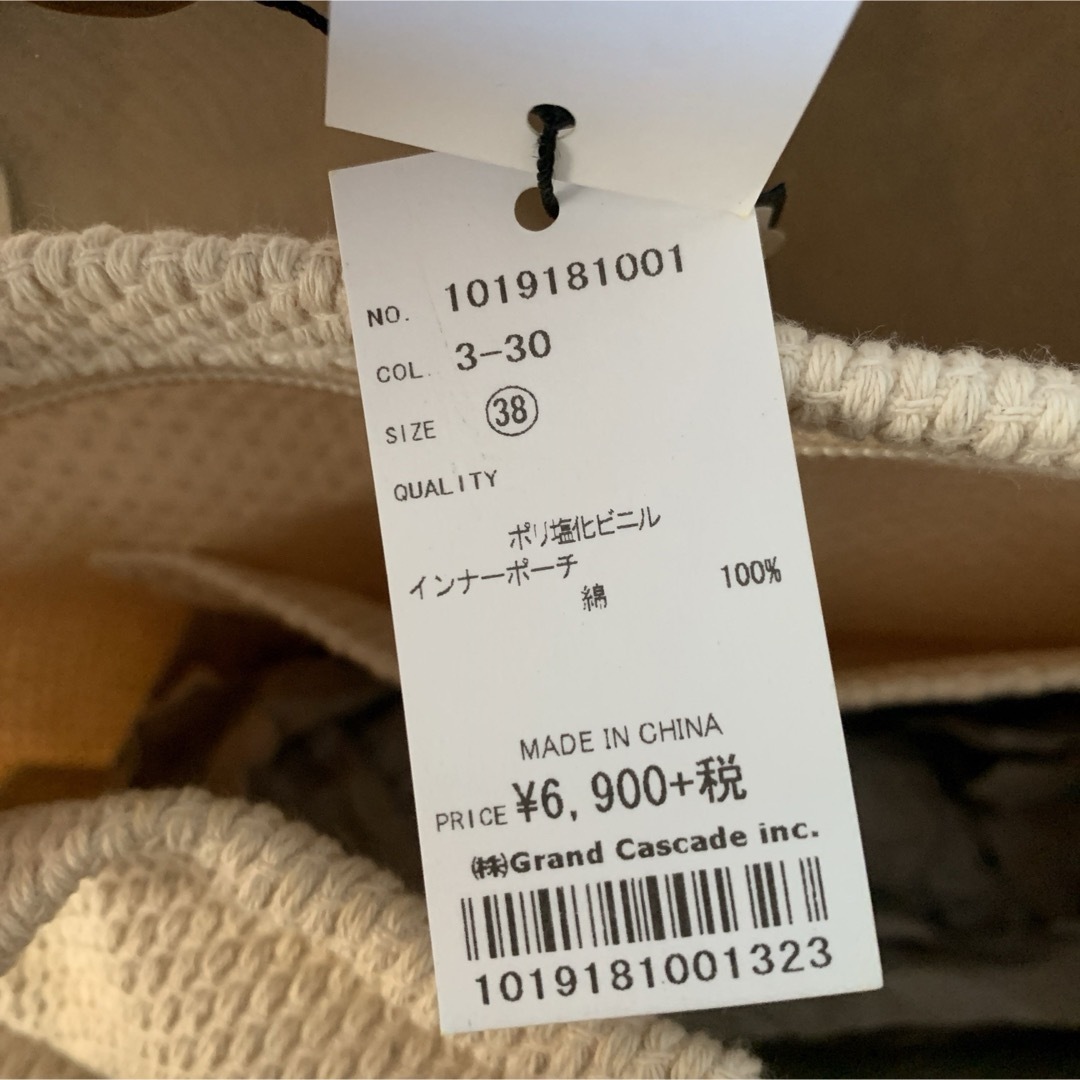 NO. 1019181001
COL. 3-30
SIZE 38
QUALITY
ポリ塩化ビニル
インナーポーチ
綿 100%
MADE IN CHINA
PRICE ¥6,900+税
㈱Grand Cascade inc.
1019181001323